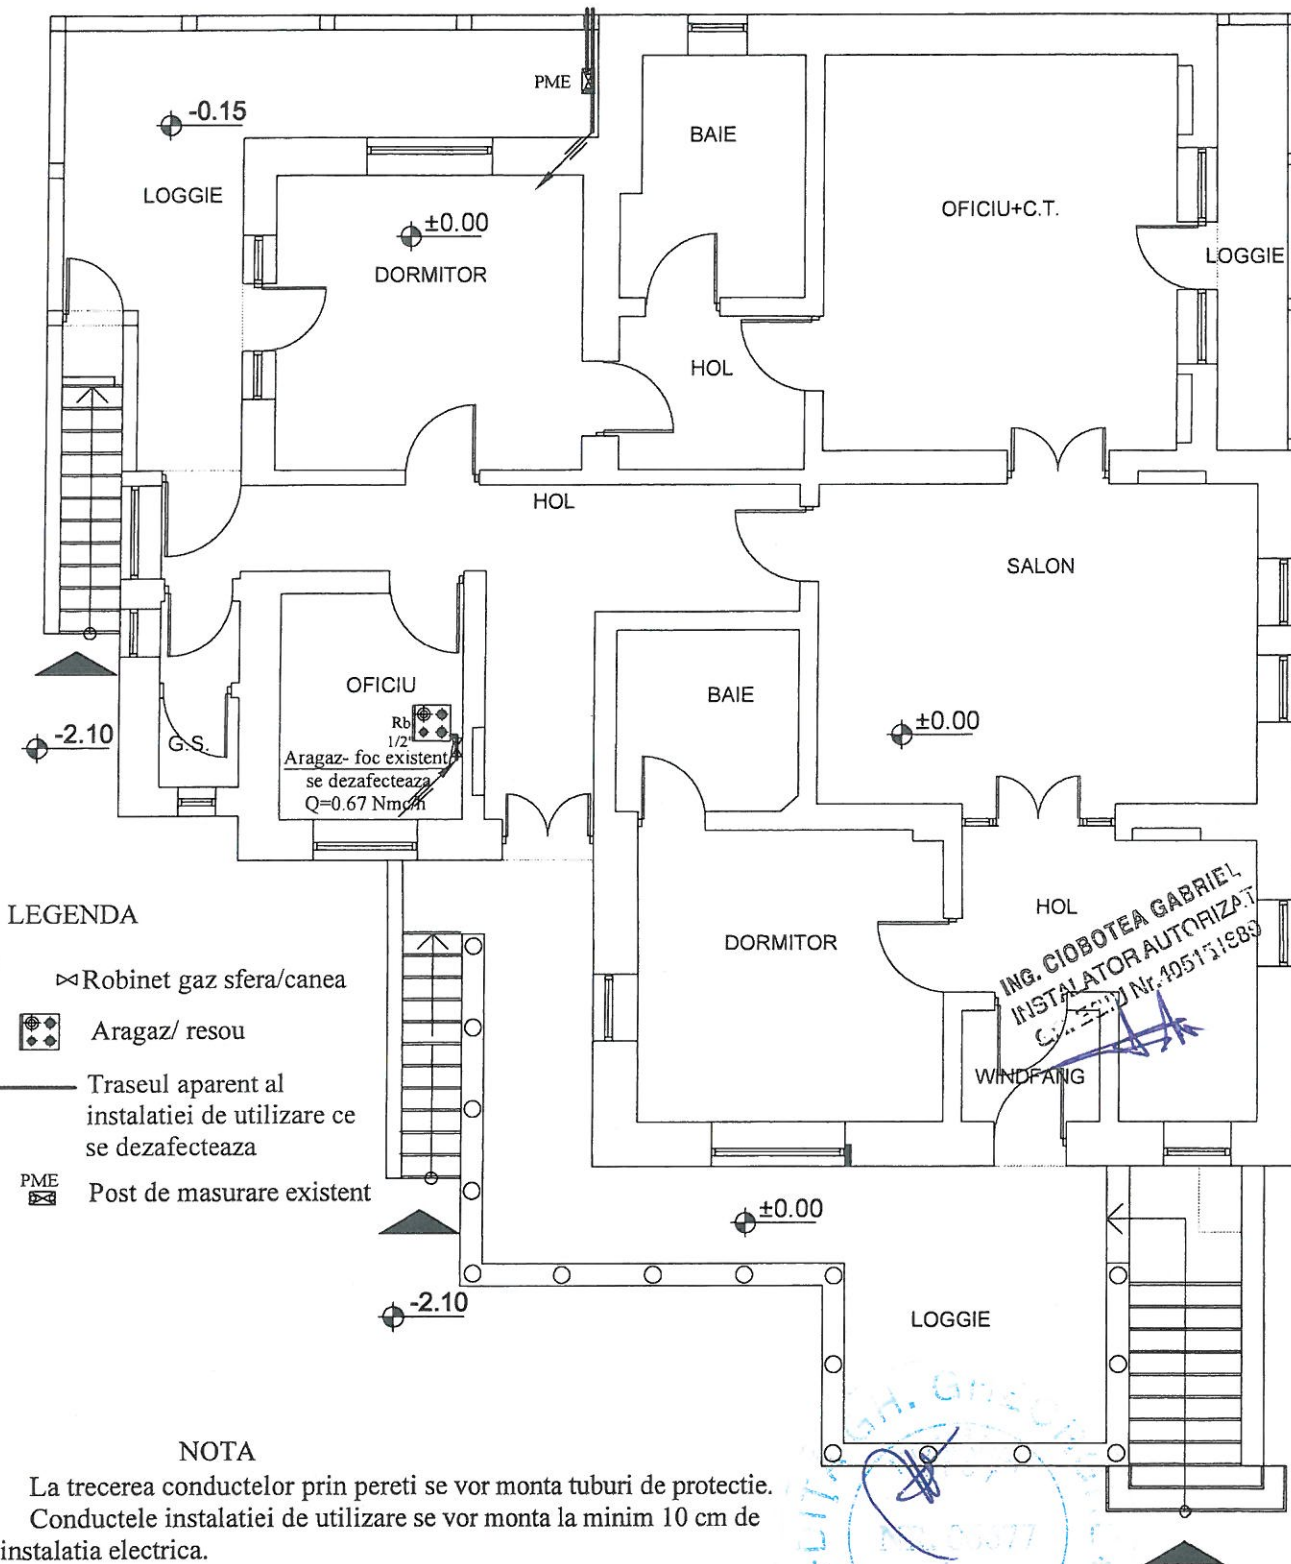 PME
-0.15
BAIE
LOGGIE
OFICIU+C.T.
±0.00
LOGGIE
DORMITOR
HOL
HOL
SALON
OFICIU
BAIE
Rb
1/2"
±0.00
-2.10
G.S.
Aragaz- foc existent
se dezafecteaza
Q=0.67 Nmc/h
LEGENDA
HOL
ING. CIOBOTEA GABRIEL
INSTALATOR AUTORIZAT
DORMITOR
Robinet gaz sfera/canea
Aragaz/ resou
WINDFANG
Traseul aparent al
instalatiei de utilizare ce
se dezafecteaza
PME
Post de masurare existent
±0.00
-2.10
LOGGIE
NOTA
La trecerea conductelor prin pereti se vor monta tuburi de protectie.
Conductele instalatiei de utilizare se vor monta la minim 10 cm de
instalatia electrica.